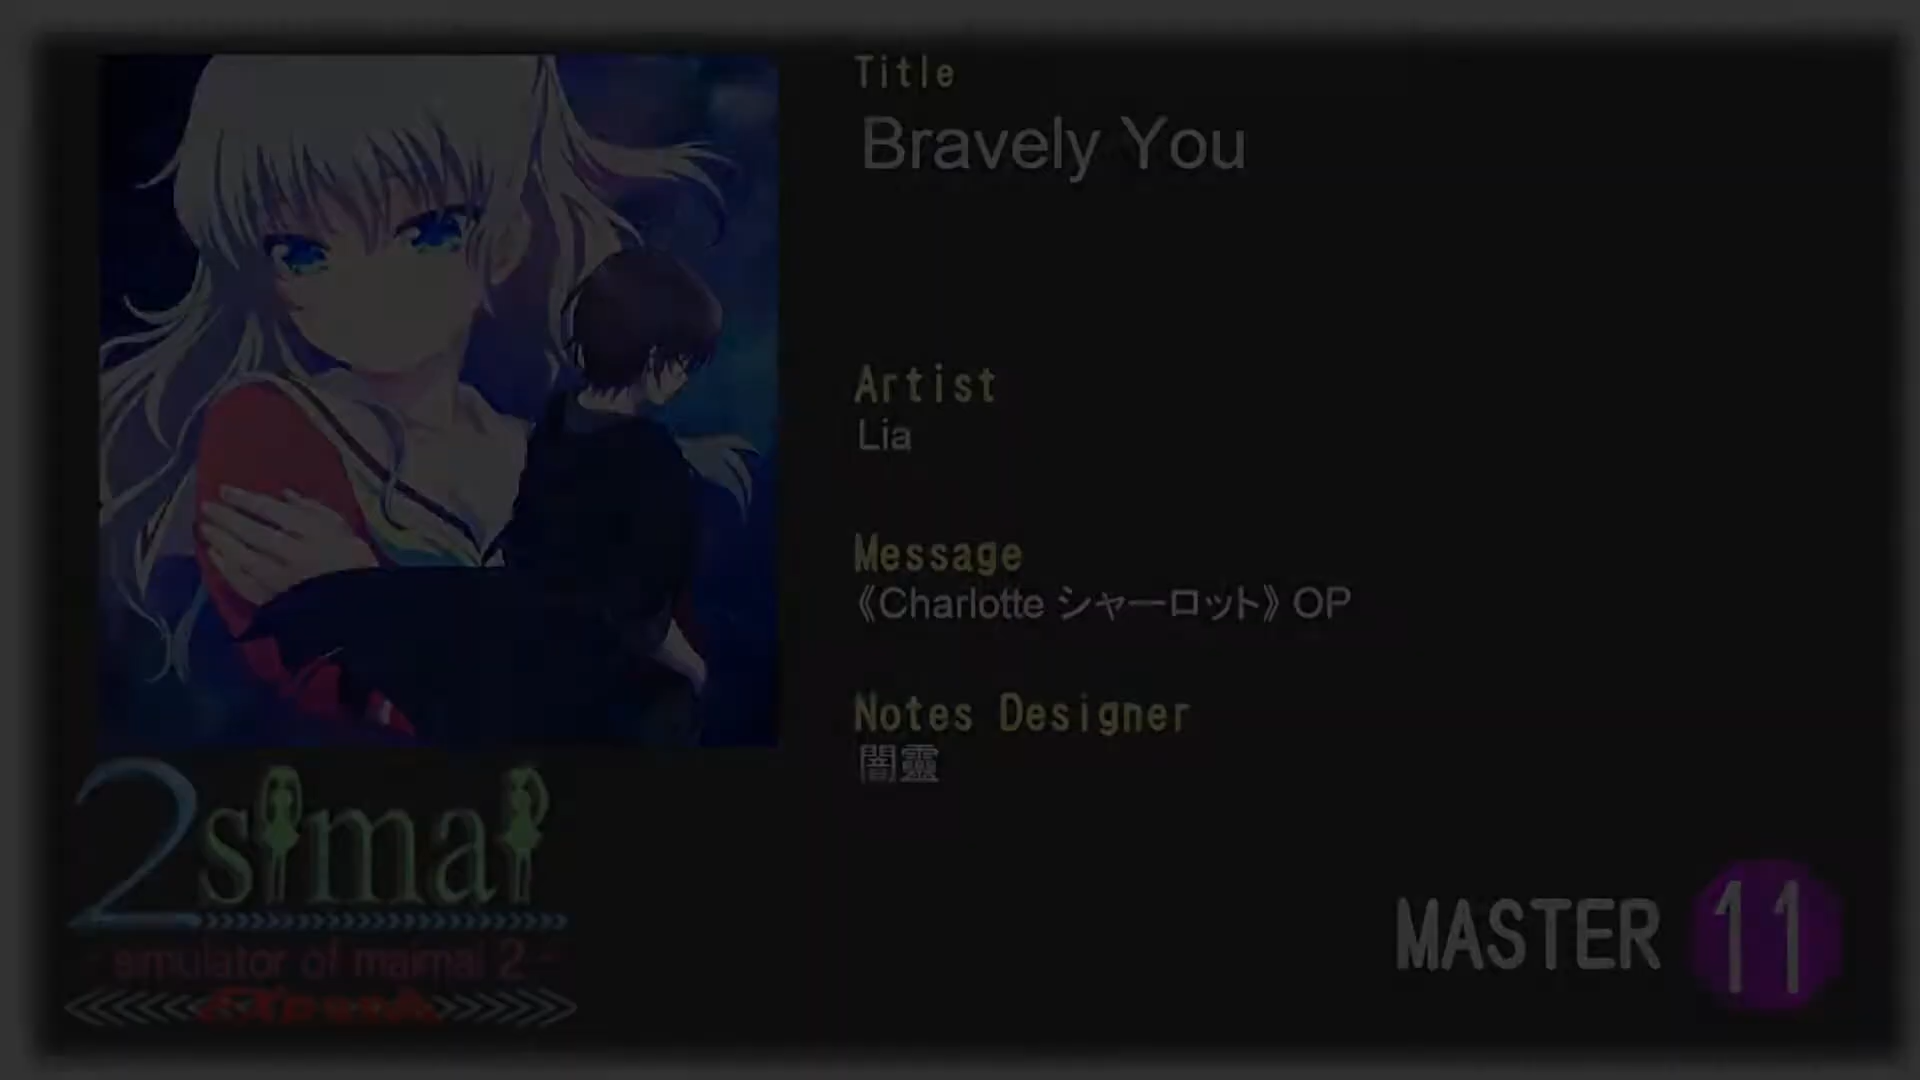 Title
Bravely You
Artist
Lia
Message
《Charlotte シャーロット》 OP
Notes Designer
闇靈
2simai
- simulator of maimai 2 -
MASTER 11